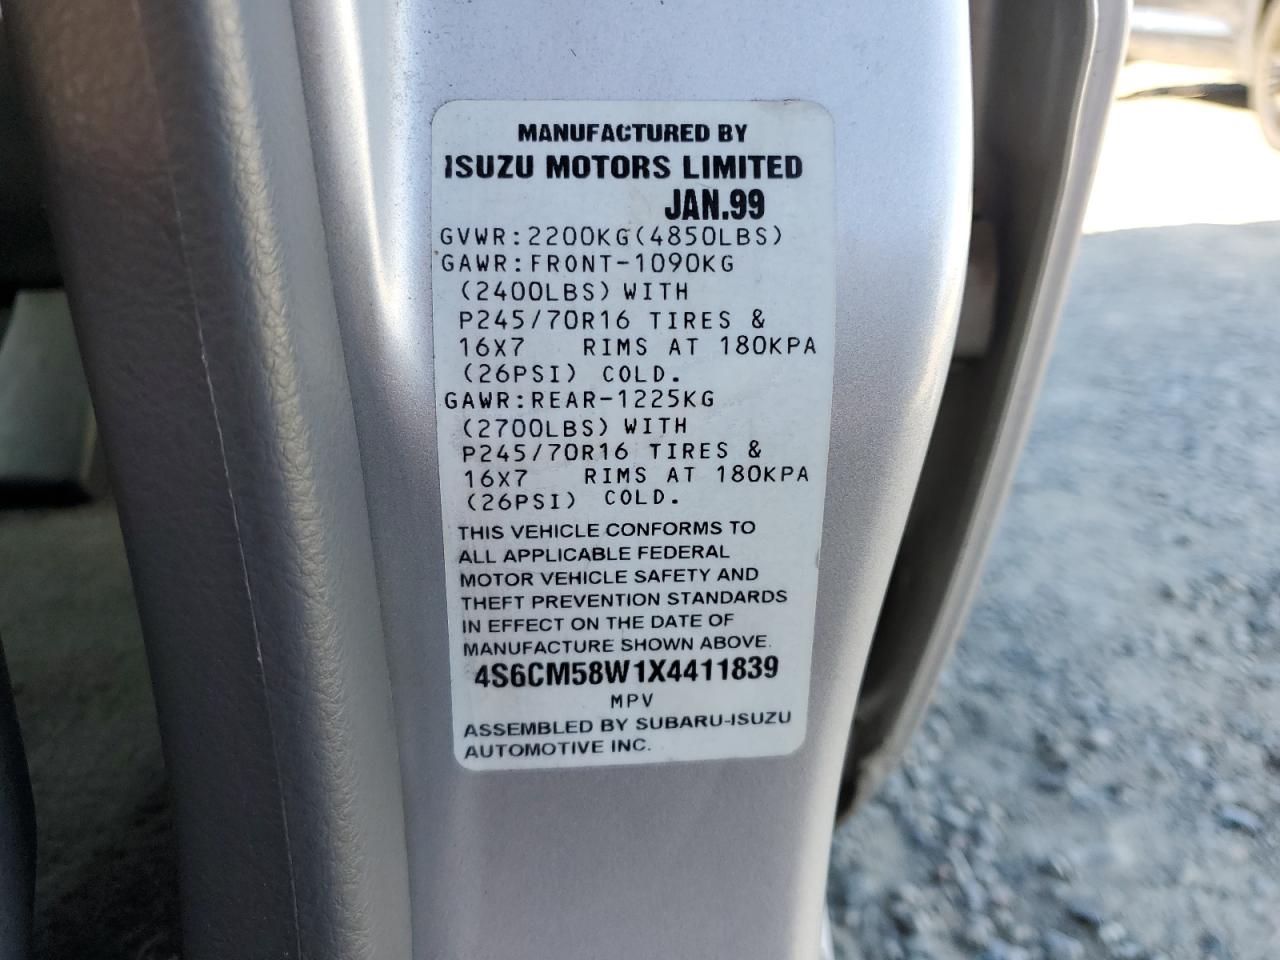 MANUFACTURED BY
ISUZU MOTORS LIMITED
JAN.99
GVWR:2200KG(4850LBS)
GAWR:FRONT-1090KG
(2400LBS) WITH
P245/70R16 TIRES &
16X7 RIMS AT 180KPA
(26PSI) COLD.
GAWR:REAR-1225KG
(2700LBS) WITH
P245/70R16 TIRES &
16X7 RIMS AT 180KPA
(26PSI) COLD.
THIS VEHICLE CONFORMS TO
ALL APPLICABLE FEDERAL
MOTOR VEHICLE SAFETY AND
THEFT PREVENTION STANDARDS
IN EFFECT ON THE DATE OF
MANUFACTURE SHOWN ABOVE.
4S6CM58W1X4411839
MPV
ASSEMBLED BY SUBARU-ISUZU
AUTOMOTIVE INC.